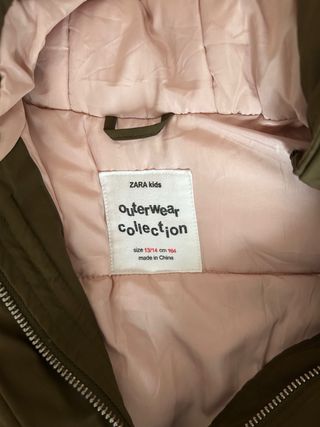 ZARA kids
outerwear
collection
size 13/14 cm 164
made in China